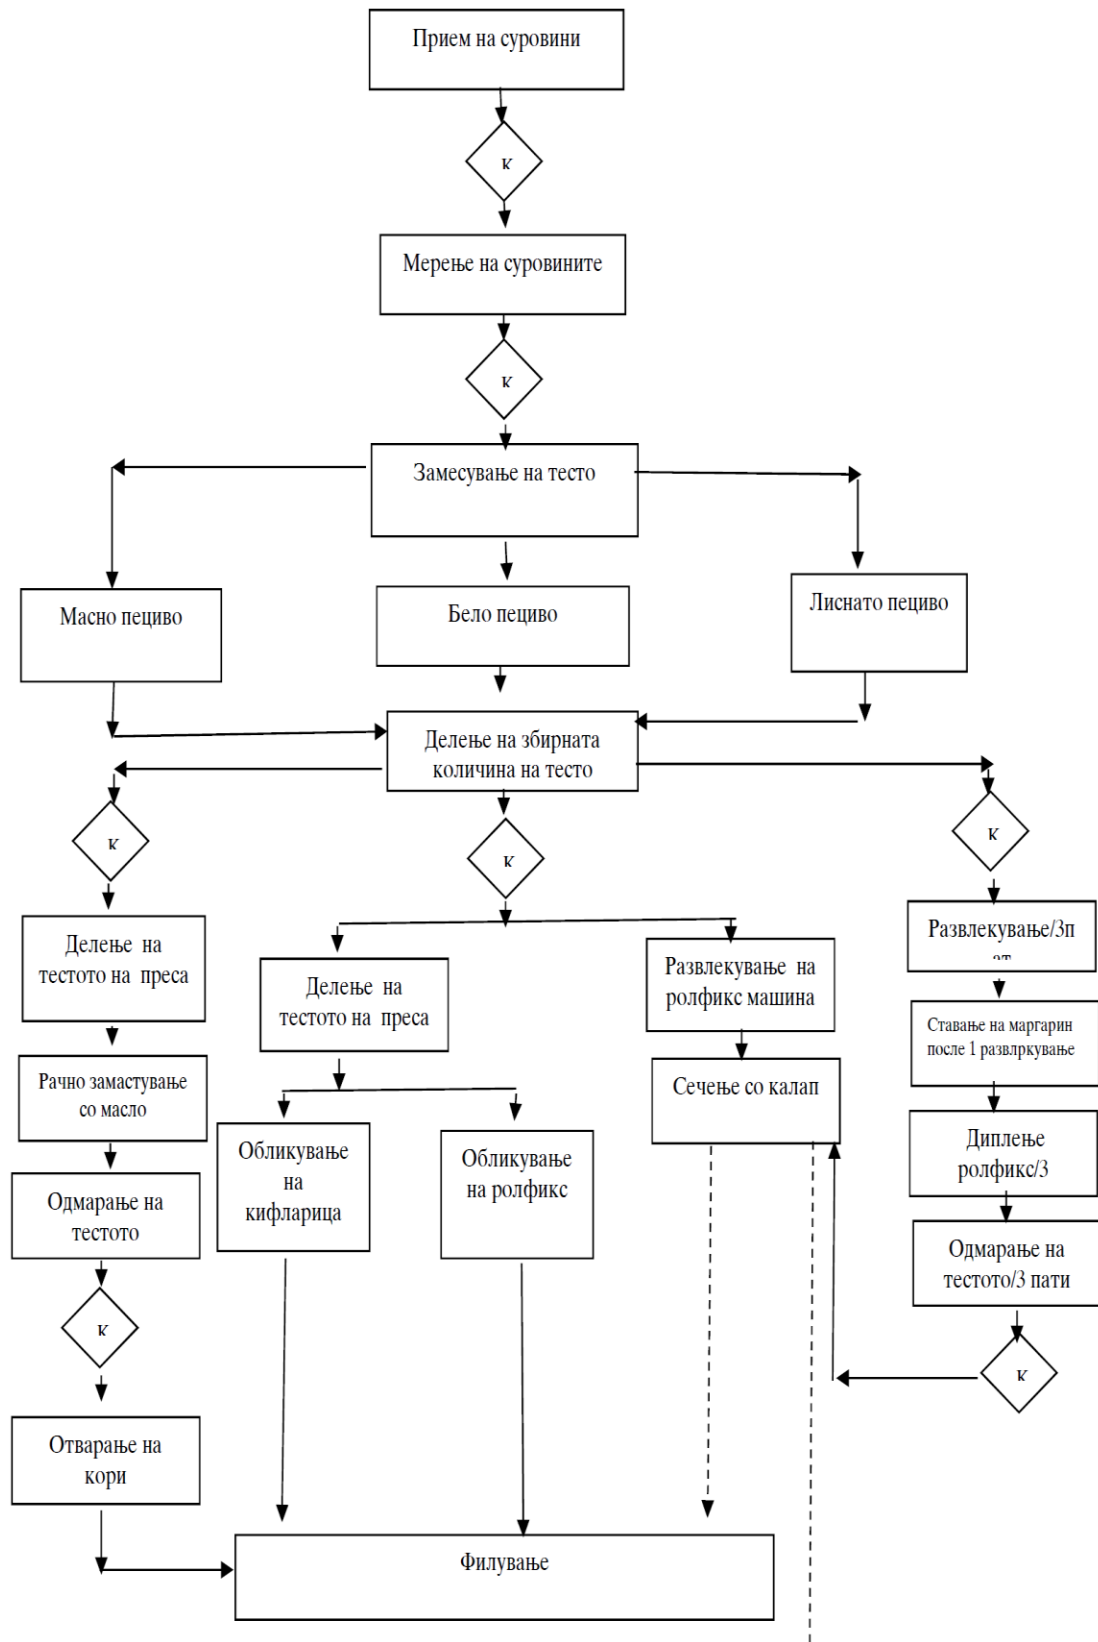 Прием на суровини
К
Мерење на суровините
К
Замесување на тесто
Масно пециво
Бело пециво
Лиснато пециво
Делење на збирната
количина на тесто
К
К
К
Делење на
тестото на преса
Делење на
тестото на преса
Развлекување на
ролфикс машина
Развлекување/3п
ат
Рачно замастување
со масло
Сечење со калап
Ставање на маргарин
после 1 развлркување
Одмарање на
тестото
Обликување
на
кифларица
Обликување
на ролфикс
Диплење
ролфикс/3
Одмарање на
тестото/3 пати
К
К
Отварање на
кори
Филување